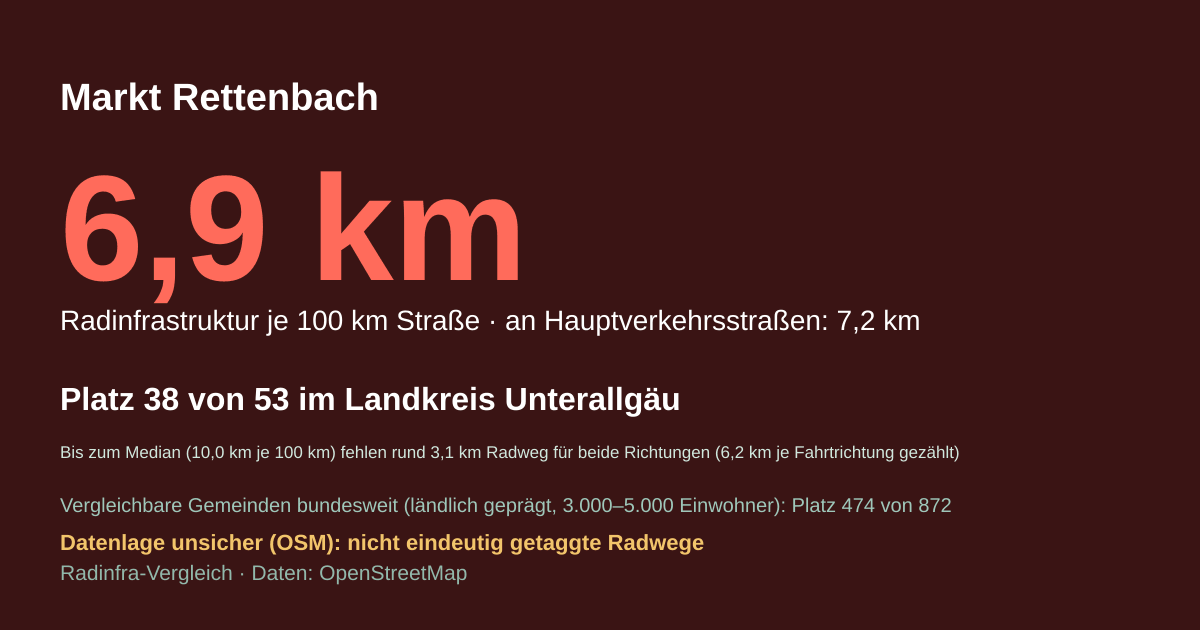 Markt Rettenbach
6,9 km
Radinfrastruktur je 100 km Straße · an Hauptverkehrsstraßen: 7,2 km
Platz 38 von 53 im Landkreis Unterallgäu
Bis zum Median (10,0 km je 100 km) fehlen rund 3,1 km Radweg für beide Richtungen (6,2 km je Fahrtrichtung gezählt)
Vergleichbare Gemeinden bundesweit (ländlich geprägt, 3.000–5.000 Einwohner): Platz 474 von 872
Datenlage unsicher (OSM): nicht eindeutig getaggte Radwege
Radinfra-Vergleich · Daten: OpenStreetMap